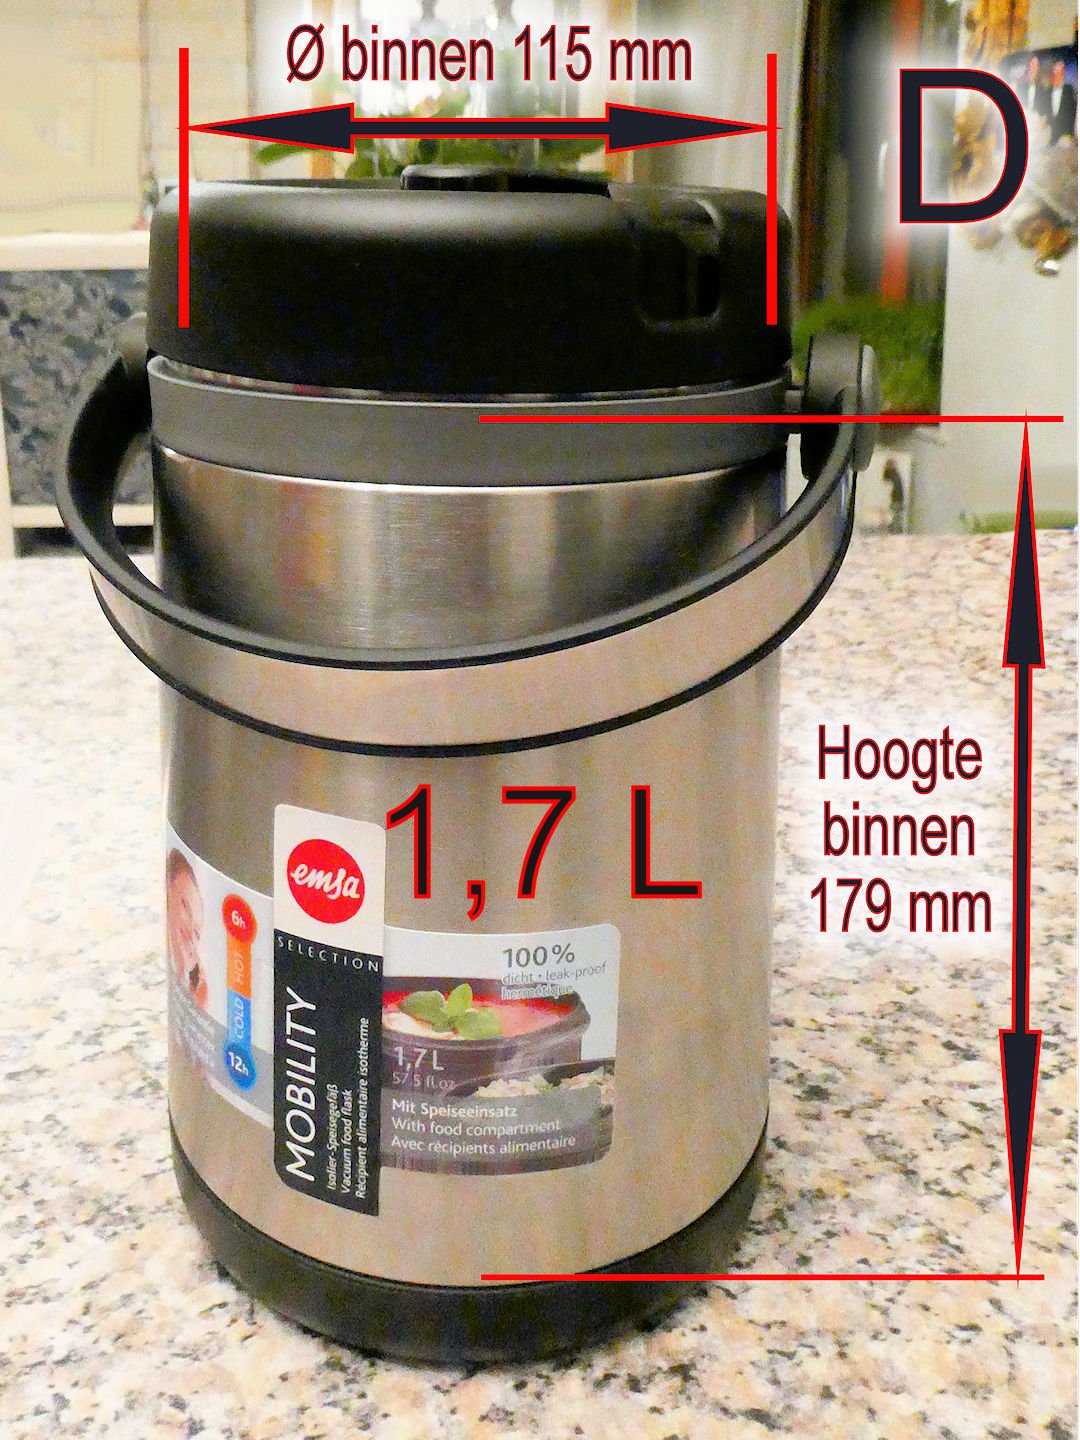 Ø binnen 115 mm
D
Hoogte
binnen
179 mm
1,7 L
emsa
SELECTION
MOBILITY
Isolier-Speisegefäß
Vacuum food flask
Récipient alimentaire isotherme
6h
HOT
COLD
12h
100%
dicht • leak-proof
hermétique
1,7 L
57.5 fl.oz
Mit Speiseeinsatz
With food compartment
Avec récipients alimentaire